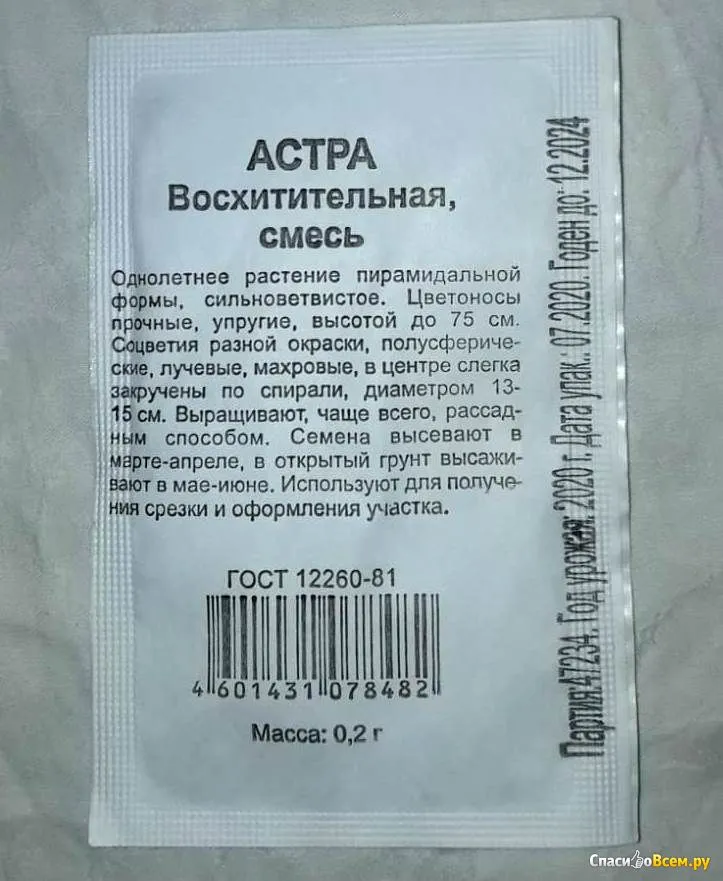 АСТРА
Восхитительная,
смесь
Однолетнее растение пирамидальной
формы, сильноветвистое. Цветоносы
прочные, упругие, высотой до 75 см.
Соцветия разной окраски, полусфериче-
ские, лучевые, махровые, в центре слегка
закручены по спирали, диаметром 13-
15 см. Выращивают, чаще всего, рассад-
ным способом. Семена высевают в
марте-апреле, в открытый грунт высажи-
вают в мае-июне. Используют для получе-
ния срезки и оформления участка.
ГОСТ 12260-81
4 601431 078482
Масса: 0,2 г
Партия:47234. Год урожая: 2020 г. Дата упак.: 07.2020. Годен до: 12.2024
СпасибоВсем.ру